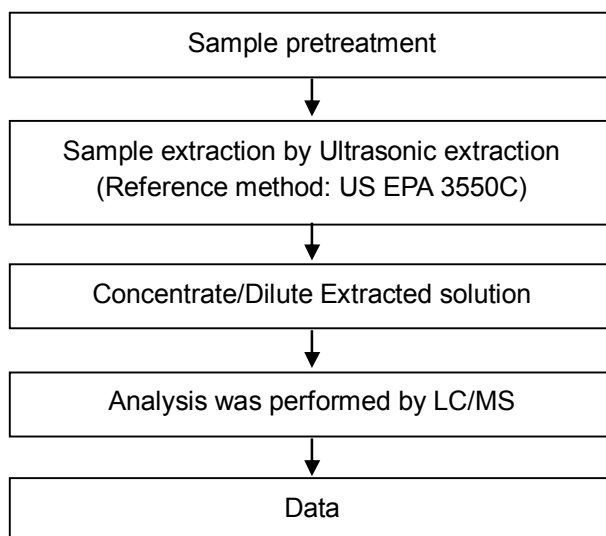 Sample pretreatment
Sample extraction by Ultrasonic extraction
(Reference method: US EPA 3550C)
Concentrate/Dilute Extracted solution
Analysis was performed by LC/MS
Data